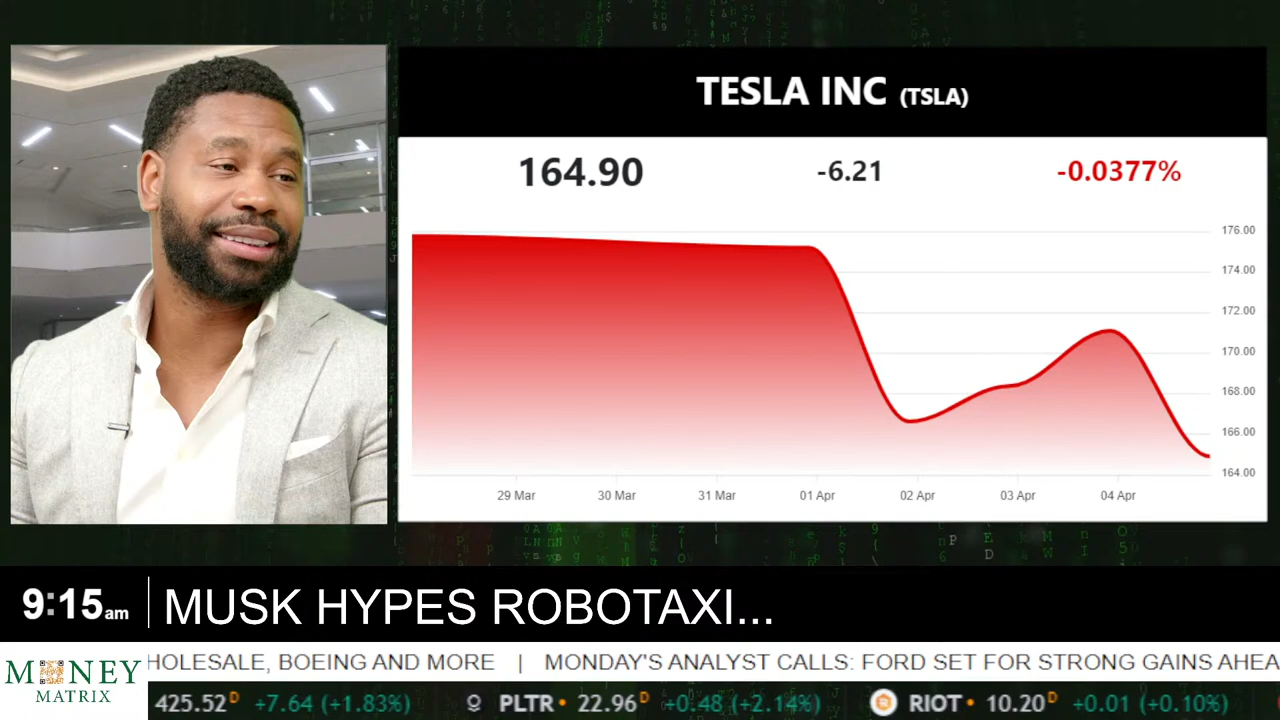 TESLA INC (TSLA)
164.90 -6.21 -0.0377%
176.00
174.00
172.00
170.00
168.00
166.00
164.00
29 Mar 30 Mar 31 Mar 01 Apr 02 Apr 03 Apr 04 Apr
9:15am MUSK HYPES ROBOTAXI...
MONEY
MATRIX
HOLESALE, BOEING AND MORE | MONDAY'S ANALYST CALLS: FORD SET FOR STRONG GAINS AHEA
425.52 D +7.64 (+1.83%) PLTR • 22.96 D +0.48 (+2.14%) RIOT • 10.20 D +0.01 (+0.10%)